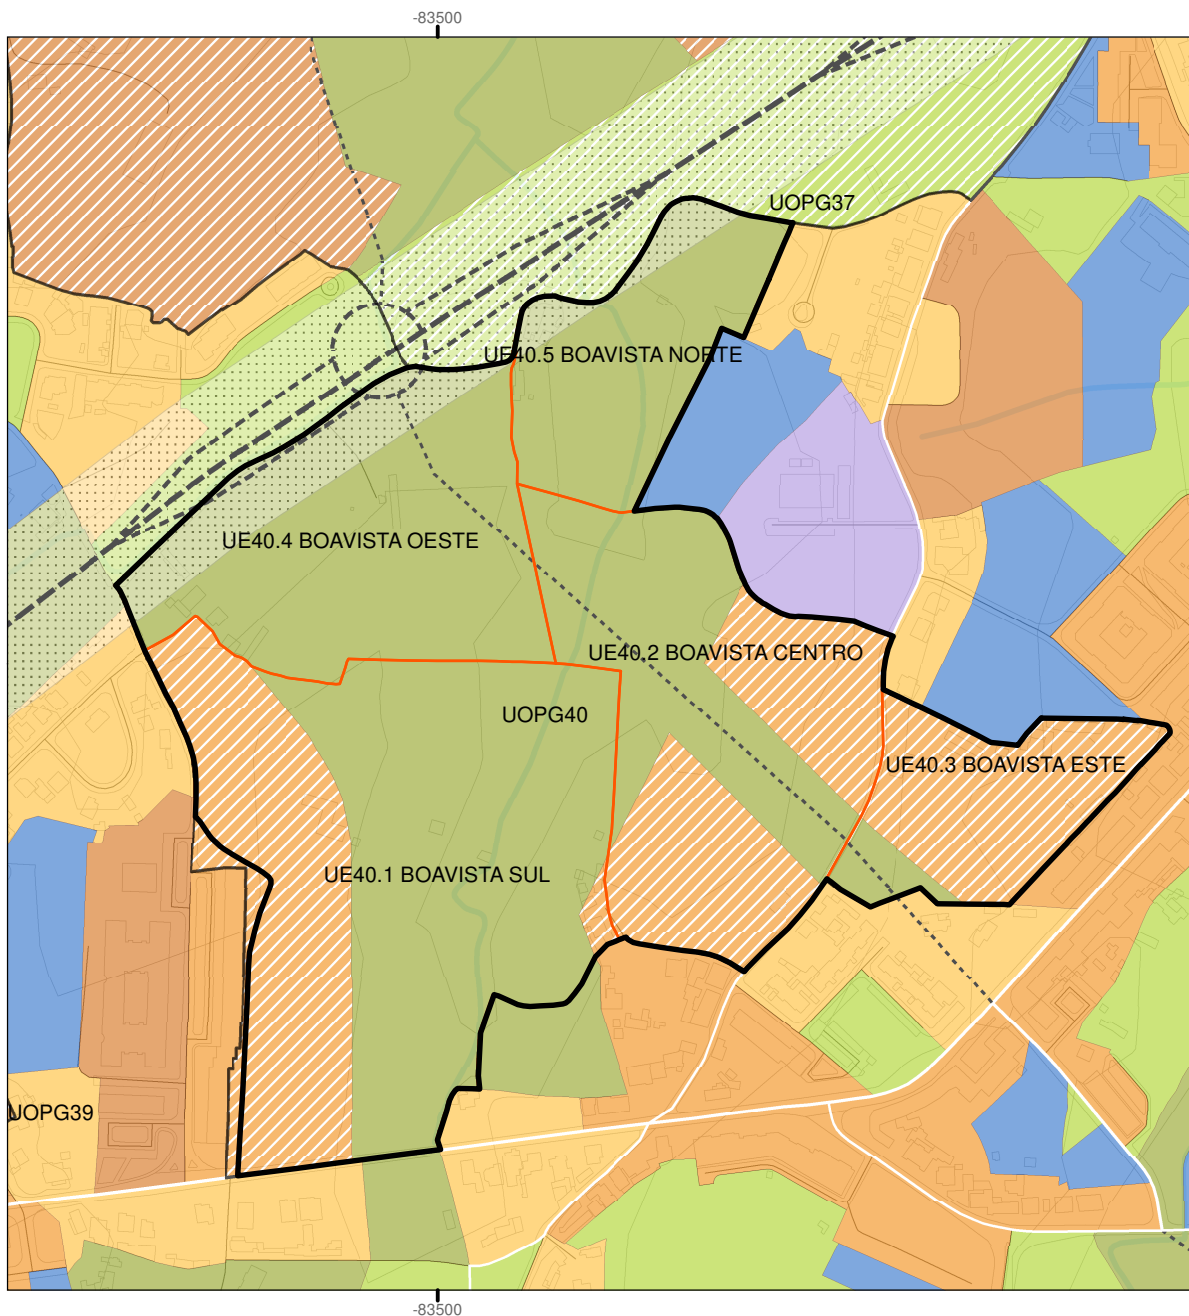 -83500
UOPG37
UE40.5 BOAVISTA NORTE
UE40.4 BOAVISTA OESTE
UE40.2 BOAVISTA CENTRO
UOPG40
UE40.3 BOAVISTA ESTE
UE40.1 BOAVISTA SUL
UOPG39
-83500